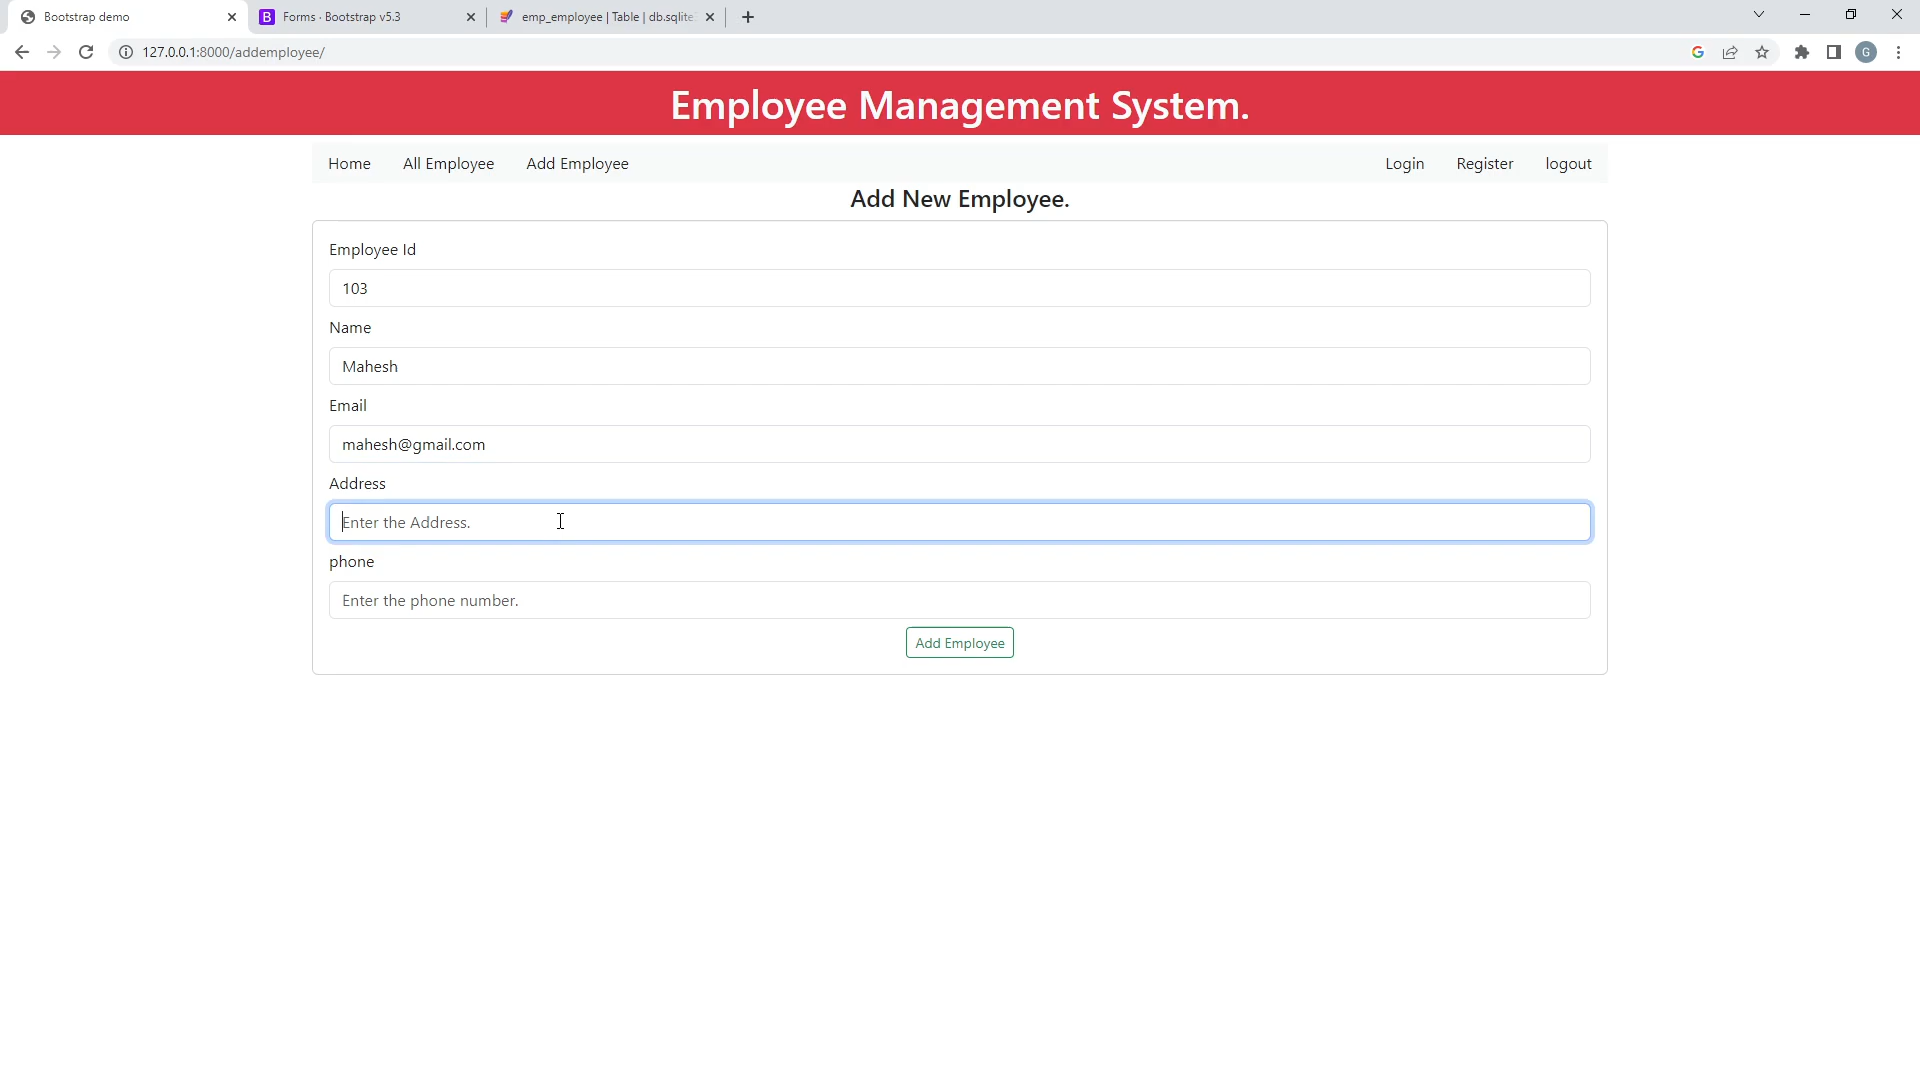 Bootstrap demo
Forms · Bootstrap v5.3
emp_employee | Table | db.sqlite
127.0.0.1:8000/addemployee/
G
Employee Management System.
Home All Employee Add Employee Login Register logout
Add New Employee.
Employee Id
103
Name
Mahesh
Email
mahesh@gmail.com
Address
Enter the Address.
phone
Enter the phone number.
Add Employee